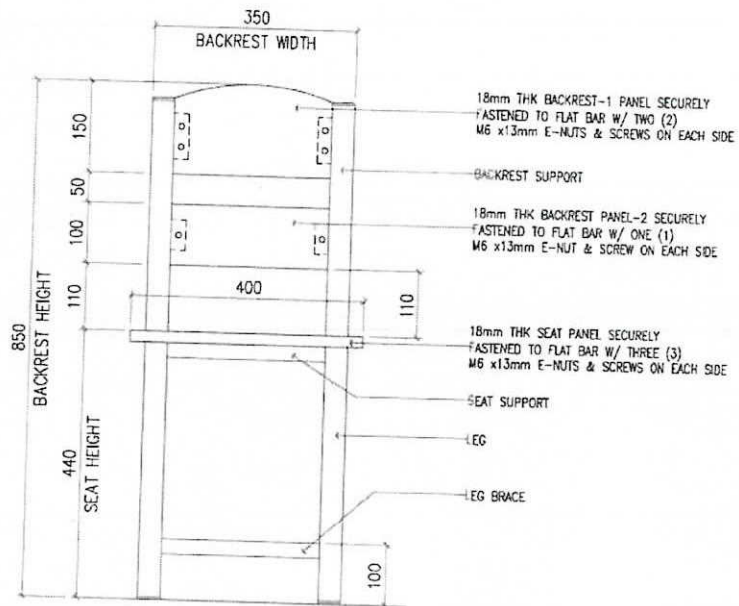 350
BACKREST WIDTH
18mm THK BACKREST-1 PANEL SECURELY
FASTENED TO FLAT BAR W/ TWO (2)
M6 x13mm E-NUTS & SCREWS ON EACH SIDE
BACKREST SUPPORT
18mm THK BACKREST PANEL-2 SECURELY
FASTENED TO FLAT BAR W/ ONE (1)
M6 x13mm E-NUT & SCREW ON EACH SIDE
18mm THK SEAT PANEL SECURELY
FASTENED TO FLAT BAR W/ THREE (3)
M6 x13mm E-NUTS & SCREWS ON EACH SIDE
SEAT SUPPORT
LEG
LEG BRACE
150
50
100
110
400
110
850
BACKREST HEIGHT
440
SEAT HEIGHT
100